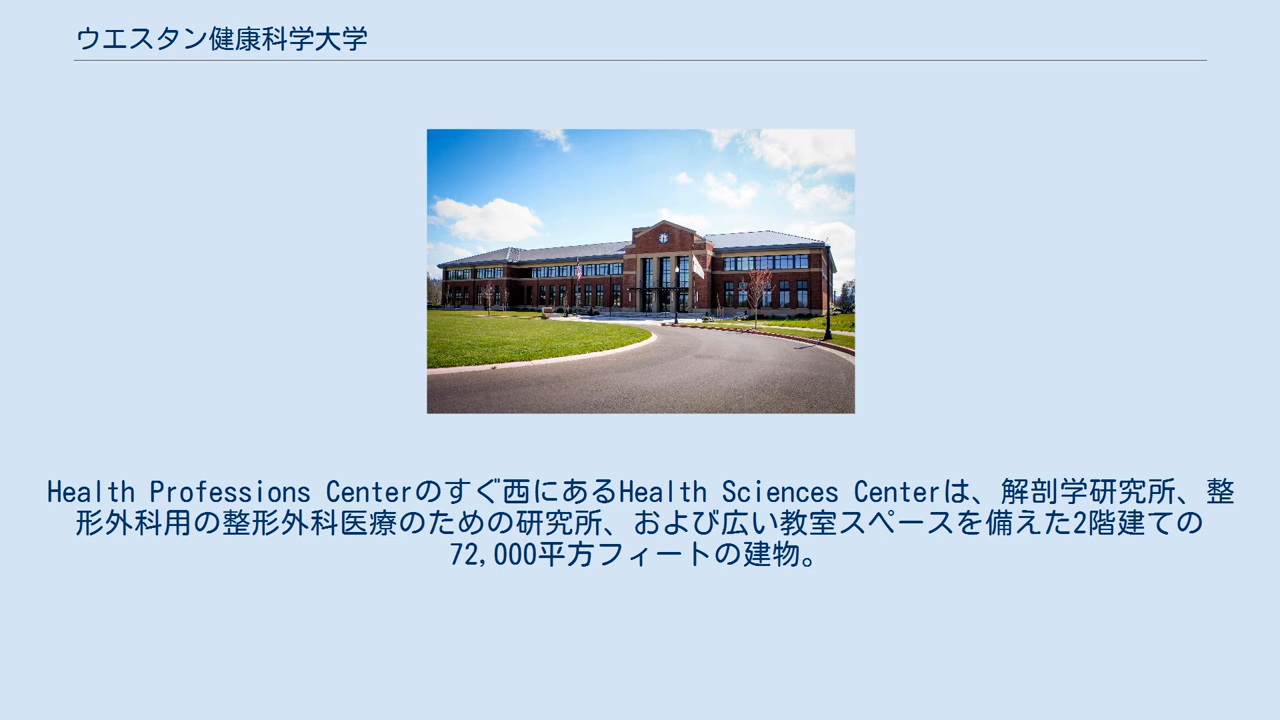 ウエスタン健康科学大学
Health Professions Centerのすぐ西にあるHealth Sciences Centerは、解剖学研究所、整
形外科用の整形外科医療のための研究所、および広い教室スペースを備えた2階建ての
72,000平方フィートの建物。